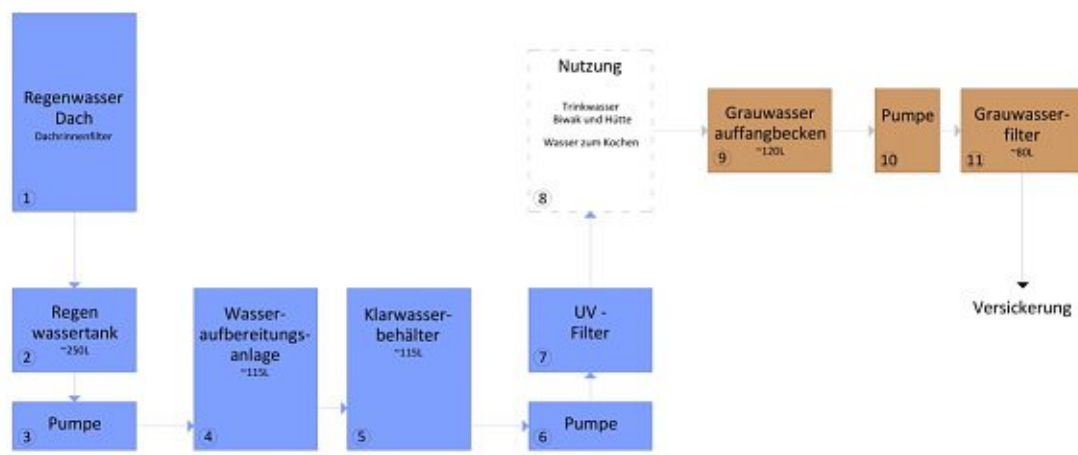 Regenwasser
Dach
Dachrinnenfilter
1
Regen
wassertank
~250L
2
Pumpe
3
Wasser-
aufbereitungs-
anlage
~115L
4
Klarwasser-
behälter
~115L
5
Pumpe
6
UV -
Filter
7
Nutzung
Trinkwasser
Biwak und Hütte
Wasser zum Kochen
8
Grauwasser
auffangbecken
~120L
9
Pumpe
10
Grauwasser-
filter
~80L
11
Versickerung